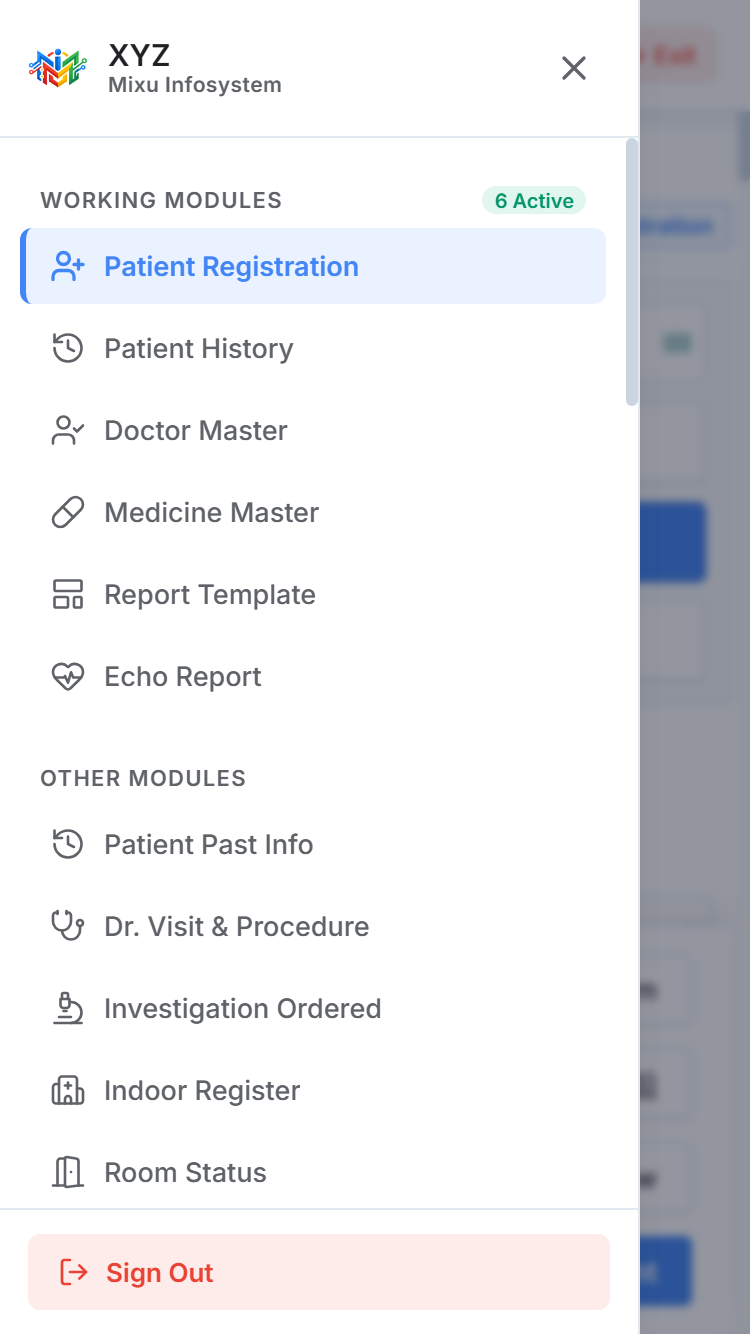 XYZ
Mixu Infosystem
Exit
WORKING MODULES
6 Active
Patient Registration
Patient History
Doctor Master
Medicine Master
Report Template
Echo Report
OTHER MODULES
Patient Past Info
Dr. Visit & Procedure
Investigation Ordered
Indoor Register
Room Status
Sign Out